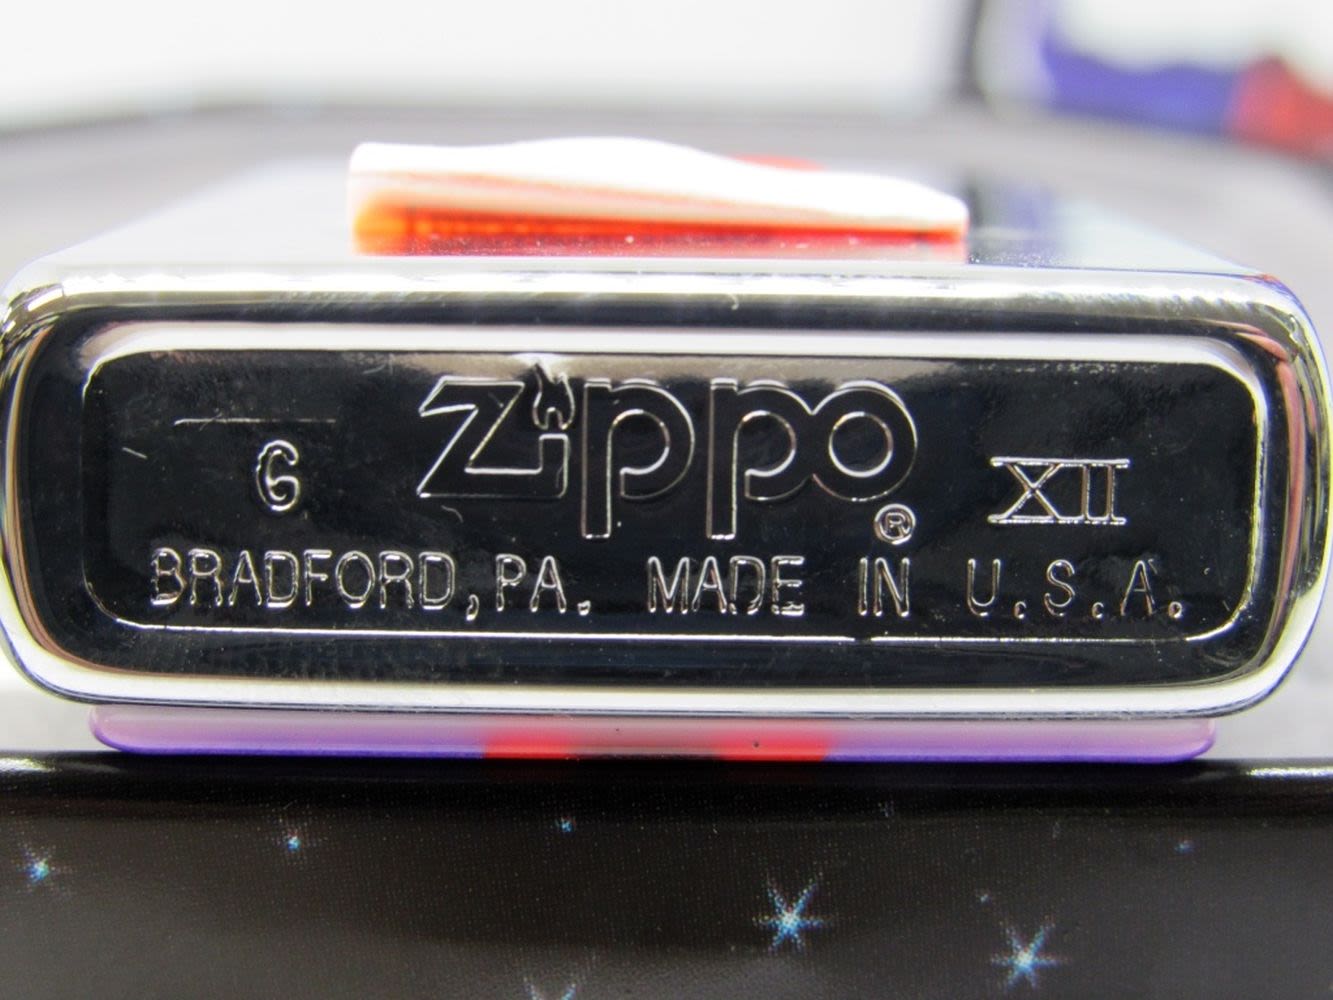 G Zippo ® XII
BRADFORD, PA. MADE IN U.S.A.